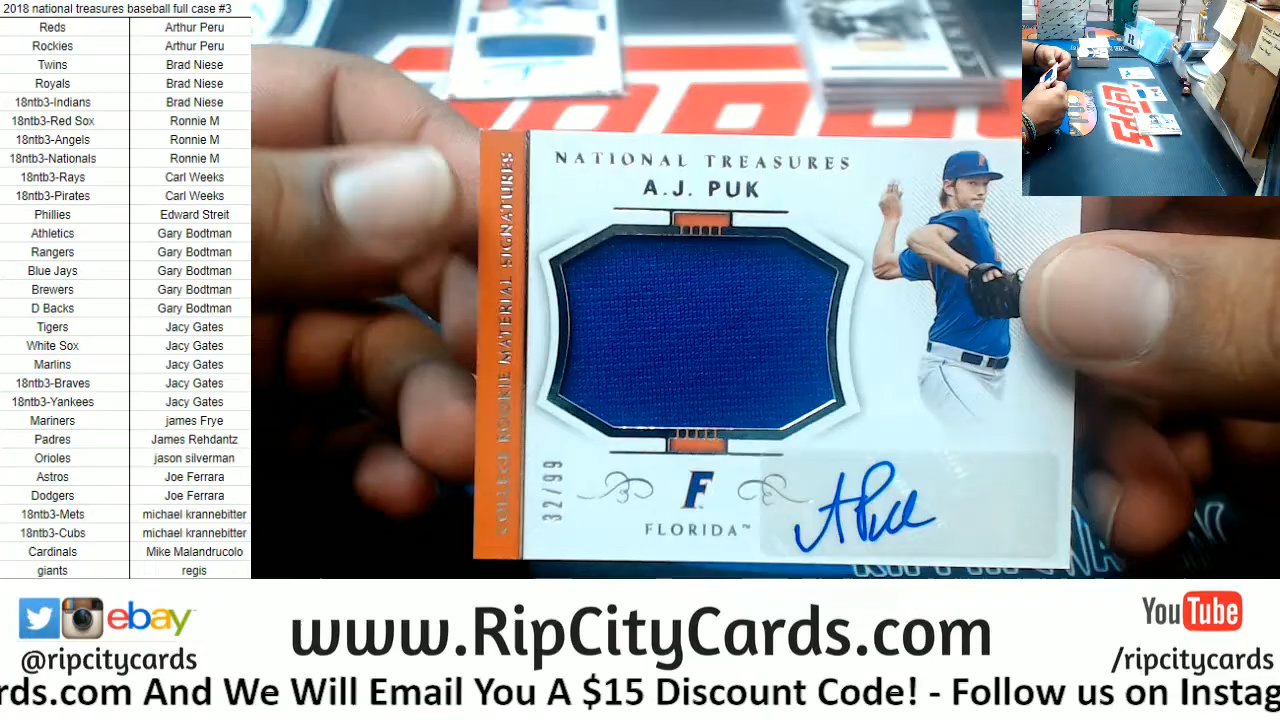 2018 national treasures baseball full case #3
Reds Arthur Peru
Rockies Arthur Peru
Twins Brad Niese
Royals Brad Niese
18ntb3-Indians Brad Niese
18ntb3-Red Sox Ronnie M
18ntb3-Angels Ronnie M
18ntb3-Nationals Ronnie M
18ntb3-Rays Carl Weeks
18ntb3-Pirates Carl Weeks
Phillies Edward Streit
Athletics Gary Bodtman
Rangers Gary Bodtman
Blue Jays Gary Bodtman
Brewers Gary Bodtman
D Backs Gary Bodtman
Tigers Jacy Gates
White Sox Jacy Gates
Marlins Jacy Gates
18ntb3-Braves Jacy Gates
18ntb3-Yankees Jacy Gates
Mariners james Frye
Padres James Rehdantz
Orioles jason silverman
Astros Joe Ferrara
Dodgers Joe Ferrara
18ntb3-Mets michael krannebitter
18ntb3-Cubs michael krannebitter
Cardinals Mike Malandrucolo
giants regis
NATIONAL TREASURES
A.J. PUK
COLLEGE ROOKIE MATERIAL SIGNATURES
32/99
F
FLORIDA™
A Puk
ebay™
@ripcitycards
www.RipCityCards.com
YouTube
/ripcitycards
rds.com And We Will Email You A $15 Discount Code! - Follow us on Instag